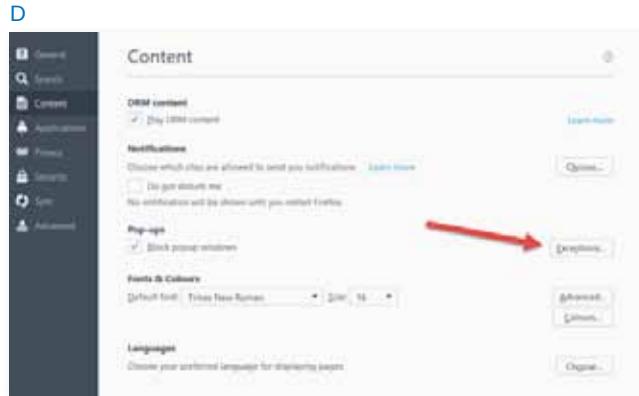 D
General
Content
Search
Content
DRM content
Play DRM content
Learn more
Applications
Notifications
Privacy
Choose which sites are allowed to send you notifications Learn more
Security
Do not disturb me
Sync
No notification will be shown until you restart Firefox
Advanced
Pop-ups
Block popup windows
Exceptions...
Fonts & Colours
Default font: Times New Roman Size: 16
Advanced...
Colours...
Languages
Choose your preferred language for displaying pages
Choose...